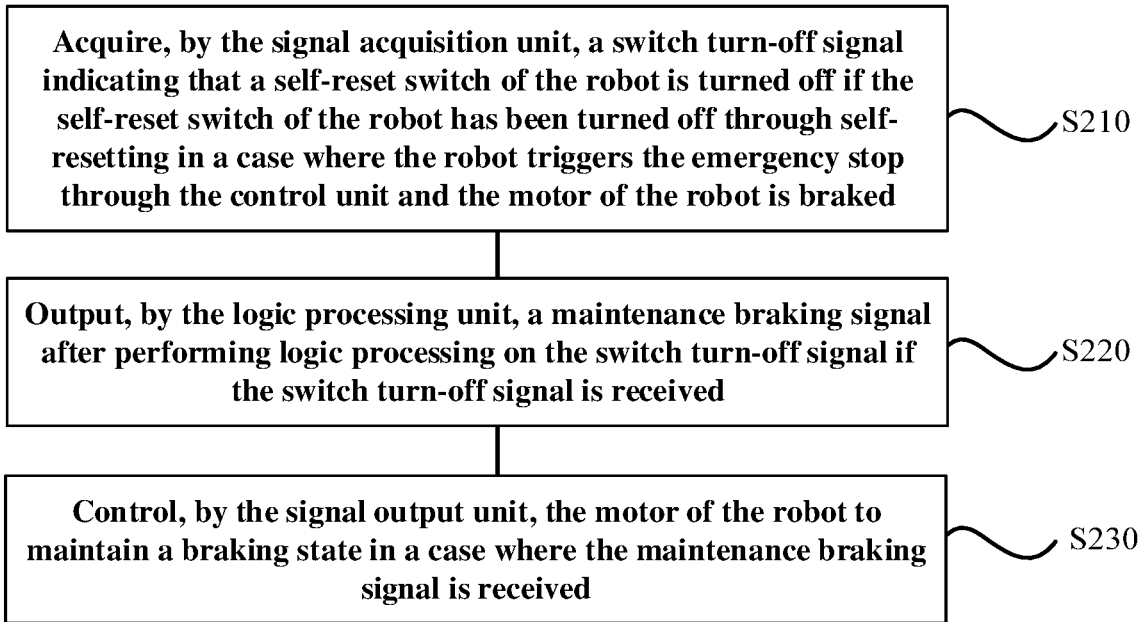 Acquire, by the signal acquisition unit, a switch turn-off signal
indicating that a self-reset switch of the robot is turned off if the
self-reset switch of the robot has been turned off through self-
resetting in a case where the robot triggers the emergency stop
through the control unit and the motor of the robot is braked
S210
Output, by the logic processing unit, a maintenance braking signal
after performing logic processing on the switch turn-off signal if
the switch turn-off signal is received
S220
Control, by the signal output unit, the motor of the robot to
maintain a braking state in a case where the maintenance braking
signal is received
S230